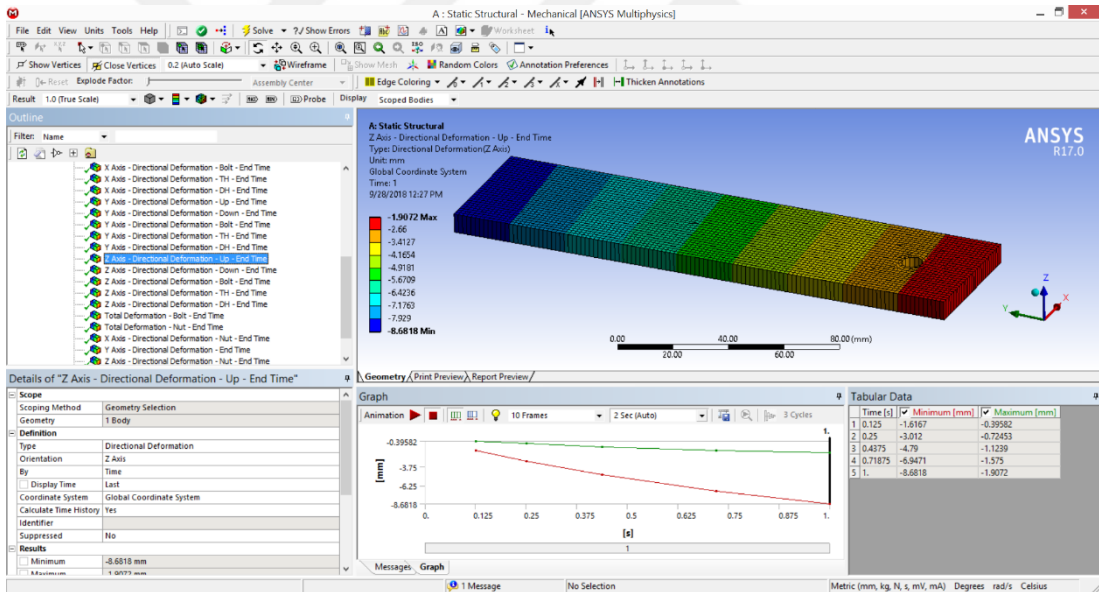 A : Static Structural - Mechanical [ANSYS Multiphysics]
File Edit View Units Tools Help Solve ?/ Show Errors Worksheet
Show Vertices Close Vertices 0.2 (Auto Scale) Wireframe Show Mesh Random Colors Annotation Preferences
Reset Explode Factor: Assembly Center Edge Coloring Thicken Annotations
Result 1.0 (True Scale) Probe Display Scoped Bodies
Outline
Filter: Name
X Axis - Directional Deformation - Bolt - End Time
X Axis - Directional Deformation - TH - End Time
X Axis - Directional Deformation - DH - End Time
Y Axis - Directional Deformation - Up - End Time
Y Axis - Directional Deformation - Down - End Time
Y Axis - Directional Deformation - Bolt - End Time
Y Axis - Directional Deformation - TH - End Time
Y Axis - Directional Deformation - DH - End Time
Z Axis - Directional Deformation - Up - End Time
Z Axis - Directional Deformation - Down - End Time
Z Axis - Directional Deformation - Bolt - End Time
Z Axis - Directional Deformation - TH - End Time
Z Axis - Directional Deformation - DH - End Time
Total Deformation - Bolt - End Time
Total Deformation - Nut - End Time
X Axis - Directional Deformation - Nut - End Time
Y Axis - Directional Deformation - End Time
Z Axis - Directional Deformation - Nut - End Time
A: Static Structural
Z Axis - Directional Deformation - Up - End Time
Type: Directional Deformation(Z Axis)
Unit: mm
Global Coordinate System
Time: 1
9/28/2018 12:27 PM
-1.9072 Max
-2.66
-3.4127
-4.1654
-4.9181
-5.6709
-6.4236
-7.1763
-7.929
-8.6818 Min
ANSYS
R17.0
Z
X
Y
0.00 40.00 80.00 (mm)
20.00 60.00
Geometry Print Preview Report Preview
Details of "Z Axis - Directional Deformation - Up - End Time"
Scope
Scoping Method Geometry Selection
Geometry 1 Body
Definition
Type Directional Deformation
Orientation Z Axis
By Time
Display Time Last
Coordinate System Global Coordinate System
Calculate Time History Yes
Identifier
Suppressed No
Results
Minimum -8.6818 mm
Maximum -1.9072 mm
Graph
Animation 10 Frames 2 Sec (Auto) 3 Cycles
1.
-0.39582
-3.75
-6.25
-8.6818
[mm]
0. 0.125 0.25 0.375 0.5 0.625 0.75 0.875 1.
[s]
1
Messages Graph
Tabular Data
Time [s] Minimum [mm] Maximum [mm]
1 0.125 -1.6167 -0.39582
2 0.25 -3.012 -0.72453
3 0.4375 -4.79 -1.1239
4 0.71875 -6.9471 -1.575
5 1. -8.6818 -1.9072
1 Message No Selection Metric (mm, kg, N, s, mV, mA) Degrees rad/s Celsius